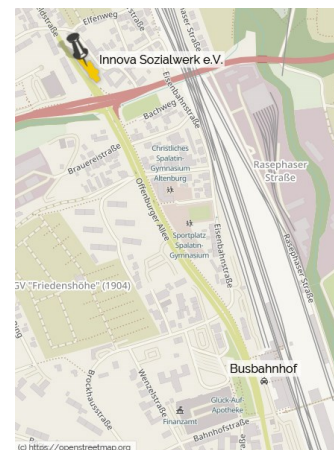 Elfenweg
Innova Sozialwerk e.V.
Eisenbahnstraße
Bachweg
Brauereistraße
Christliches
Spalatin-
Gymnasium
Altenburg
Rasephaser
Straße
Offenburger Allee
Sportplatz
Spalatin-
Gymnasium
Eisenbahnstraße
Rasephaser Straße
GV "Friedenshöhe" (1904)
Busbahnhof
Brockhausstraße
Wenzelstraße
Glück-Auf-
Apotheke
Finanzamt
Bahnhofstraße
(c) https://openstreetmap.org